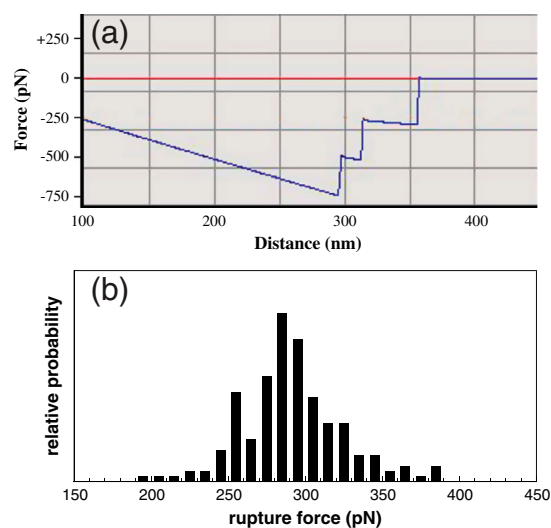 (a)
Force (pN)
+250
0
-250
-500
-750
100
200
300
400
Distance (nm)
(b)
relative probability
150
200
250
300
350
400
450
rupture force (pN)